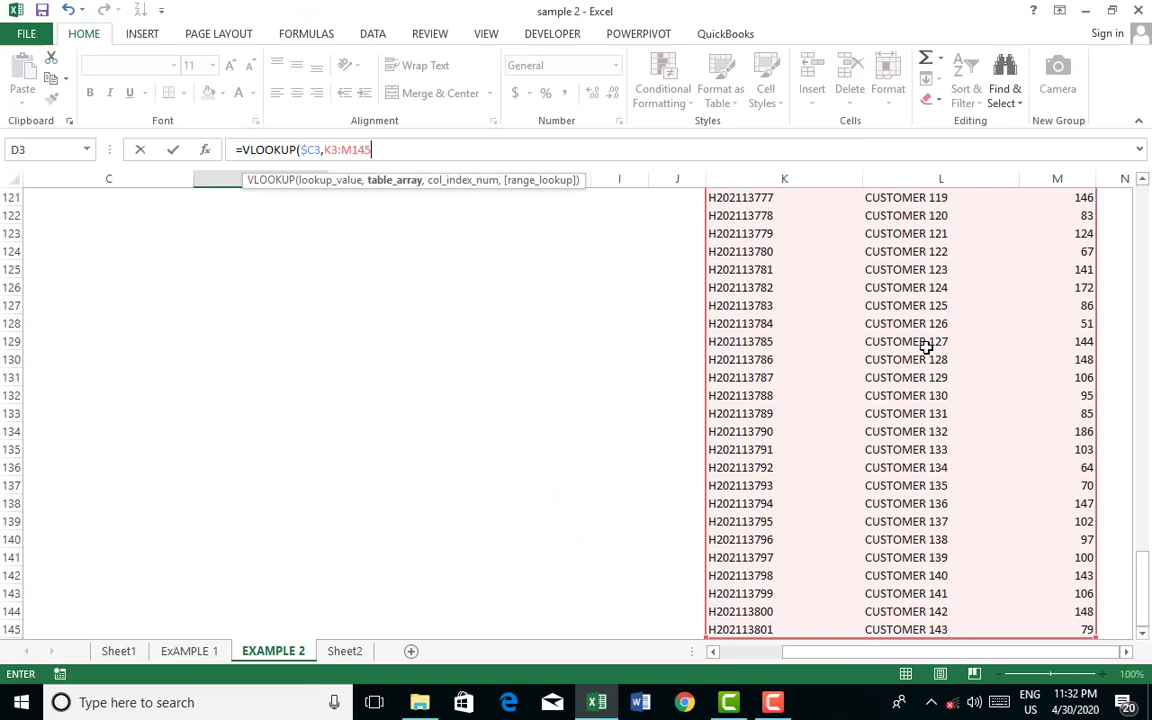 sample 2 - Excel
FILE HOME INSERT PAGE LAYOUT FORMULAS DATA REVIEW VIEW DEVELOPER POWERPIVOT QuickBooks Sign in
11 Wrap Text General
Paste B I U A Merge & Center $ % , Conditional Formatting Format as Table Cell Styles Insert Delete Format Sort & Filter Find & Select Camera
Clipboard Font Alignment Number Styles Cells Editing Camera
D3 =VLOOKUP($C3,K3:M145
VLOOKUP(lookup_value, table_array, col_index_num, [range_lookup])
C I J K L M N
121 H202113777 CUSTOMER 119 146
122 H202113778 CUSTOMER 120 83
123 H202113779 CUSTOMER 121 124
124 H202113780 CUSTOMER 122 67
125 H202113781 CUSTOMER 123 141
126 H202113782 CUSTOMER 124 172
127 H202113783 CUSTOMER 125 86
128 H202113784 CUSTOMER 126 51
129 H202113785 CUSTOMER 127 144
130 H202113786 CUSTOMER 128 148
131 H202113787 CUSTOMER 129 106
132 H202113788 CUSTOMER 130 95
133 H202113789 CUSTOMER 131 85
134 H202113790 CUSTOMER 132 186
135 H202113791 CUSTOMER 133 103
136 H202113792 CUSTOMER 134 64
137 H202113793 CUSTOMER 135 70
138 H202113794 CUSTOMER 136 147
139 H202113795 CUSTOMER 137 102
140 H202113796 CUSTOMER 138 97
141 H202113797 CUSTOMER 139 100
142 H202113798 CUSTOMER 140 143
143 H202113799 CUSTOMER 141 106
144 H202113800 CUSTOMER 142 148
145 H202113801 CUSTOMER 143 79
Sheet1 ExAMPLE 1 EXAMPLE 2 Sheet2
ENTER 100%
Type here to search ENG US 11:32 PM 4/30/2020 20